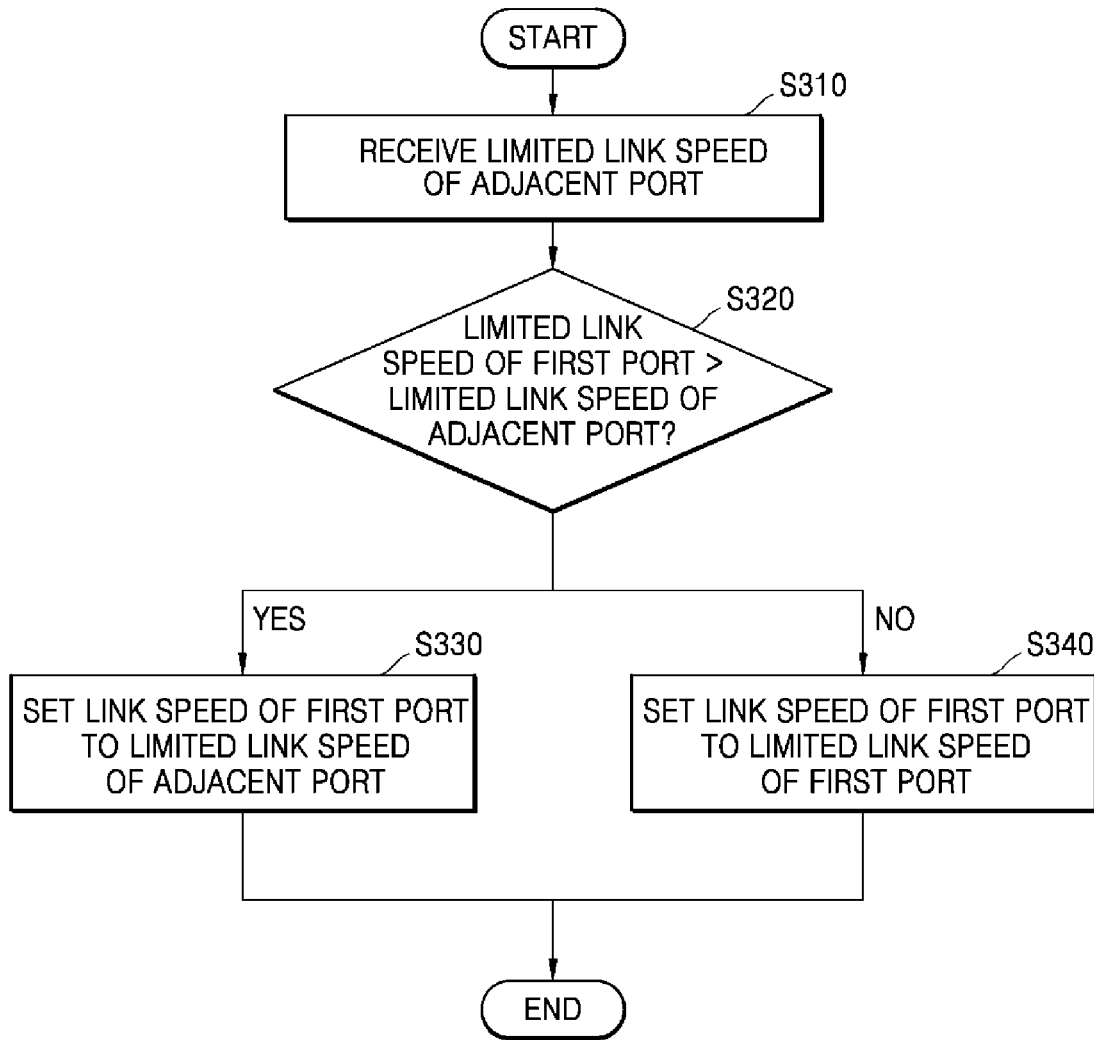 START
S310
RECEIVE LIMITED LINK SPEED
OF ADJACENT PORT
S320
LIMITED LINK
SPEED OF FIRST PORT >
LIMITED LINK SPEED OF
ADJACENT PORT?
YES
NO
S330
SET LINK SPEED OF FIRST PORT
TO LIMITED LINK SPEED
OF ADJACENT PORT
S340
SET LINK SPEED OF FIRST PORT
TO LIMITED LINK SPEED
OF FIRST PORT
END